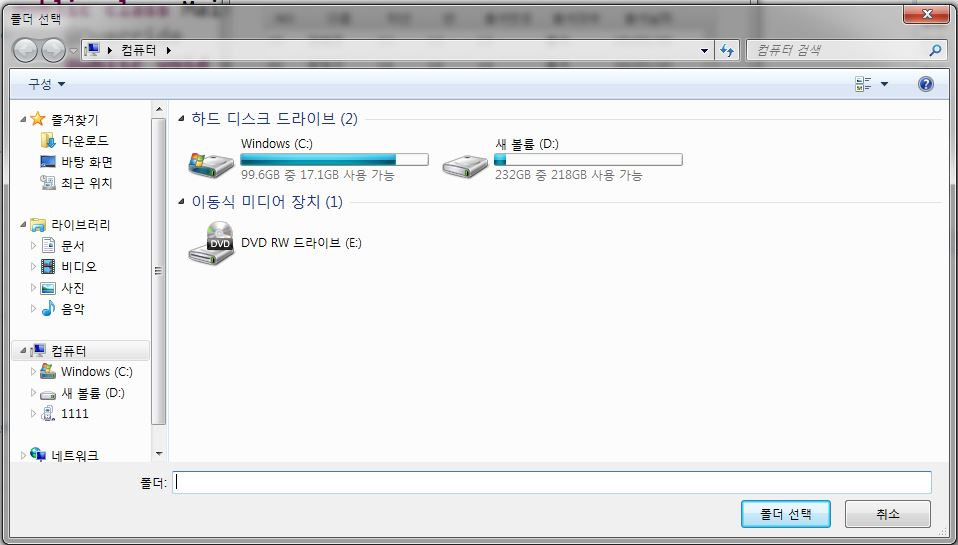 폴더 선택
컴퓨터
컴퓨터 검색
구성
즐겨찾기
다운로드
바탕 화면
최근 위치
라이브러리
문서
비디오
사진
음악
컴퓨터
Windows (C:)
새 볼륨 (D:)
1111
네트워크
하드 디스크 드라이브 (2)
Windows (C:)
99.6GB 중 17.1GB 사용 가능
새 볼륨 (D:)
232GB 중 218GB 사용 가능
이동식 미디어 장치 (1)
DVD
DVD RW 드라이브 (E:)
폴더:
폴더 선택
취소